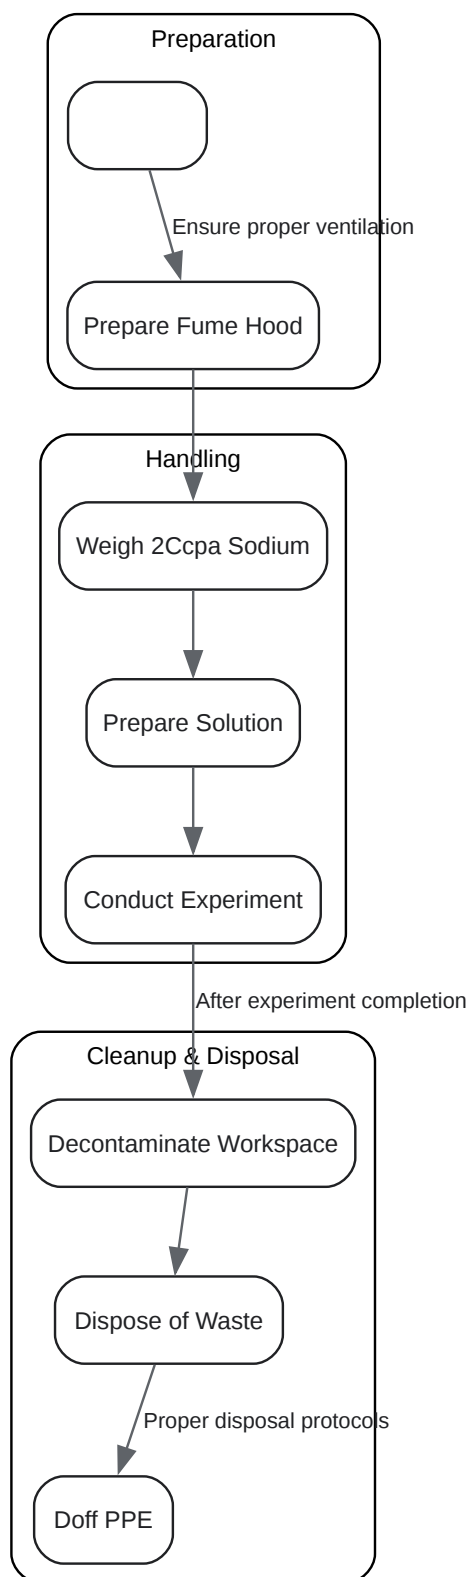 Preparation
Ensure proper ventilation
Prepare Fume Hood
Handling
Weigh 2Ccpa Sodium
Prepare Solution
Conduct Experiment
After experiment completion
Cleanup & Disposal
Decontaminate Workspace
Dispose of Waste
Proper disposal protocols
Doff PPE